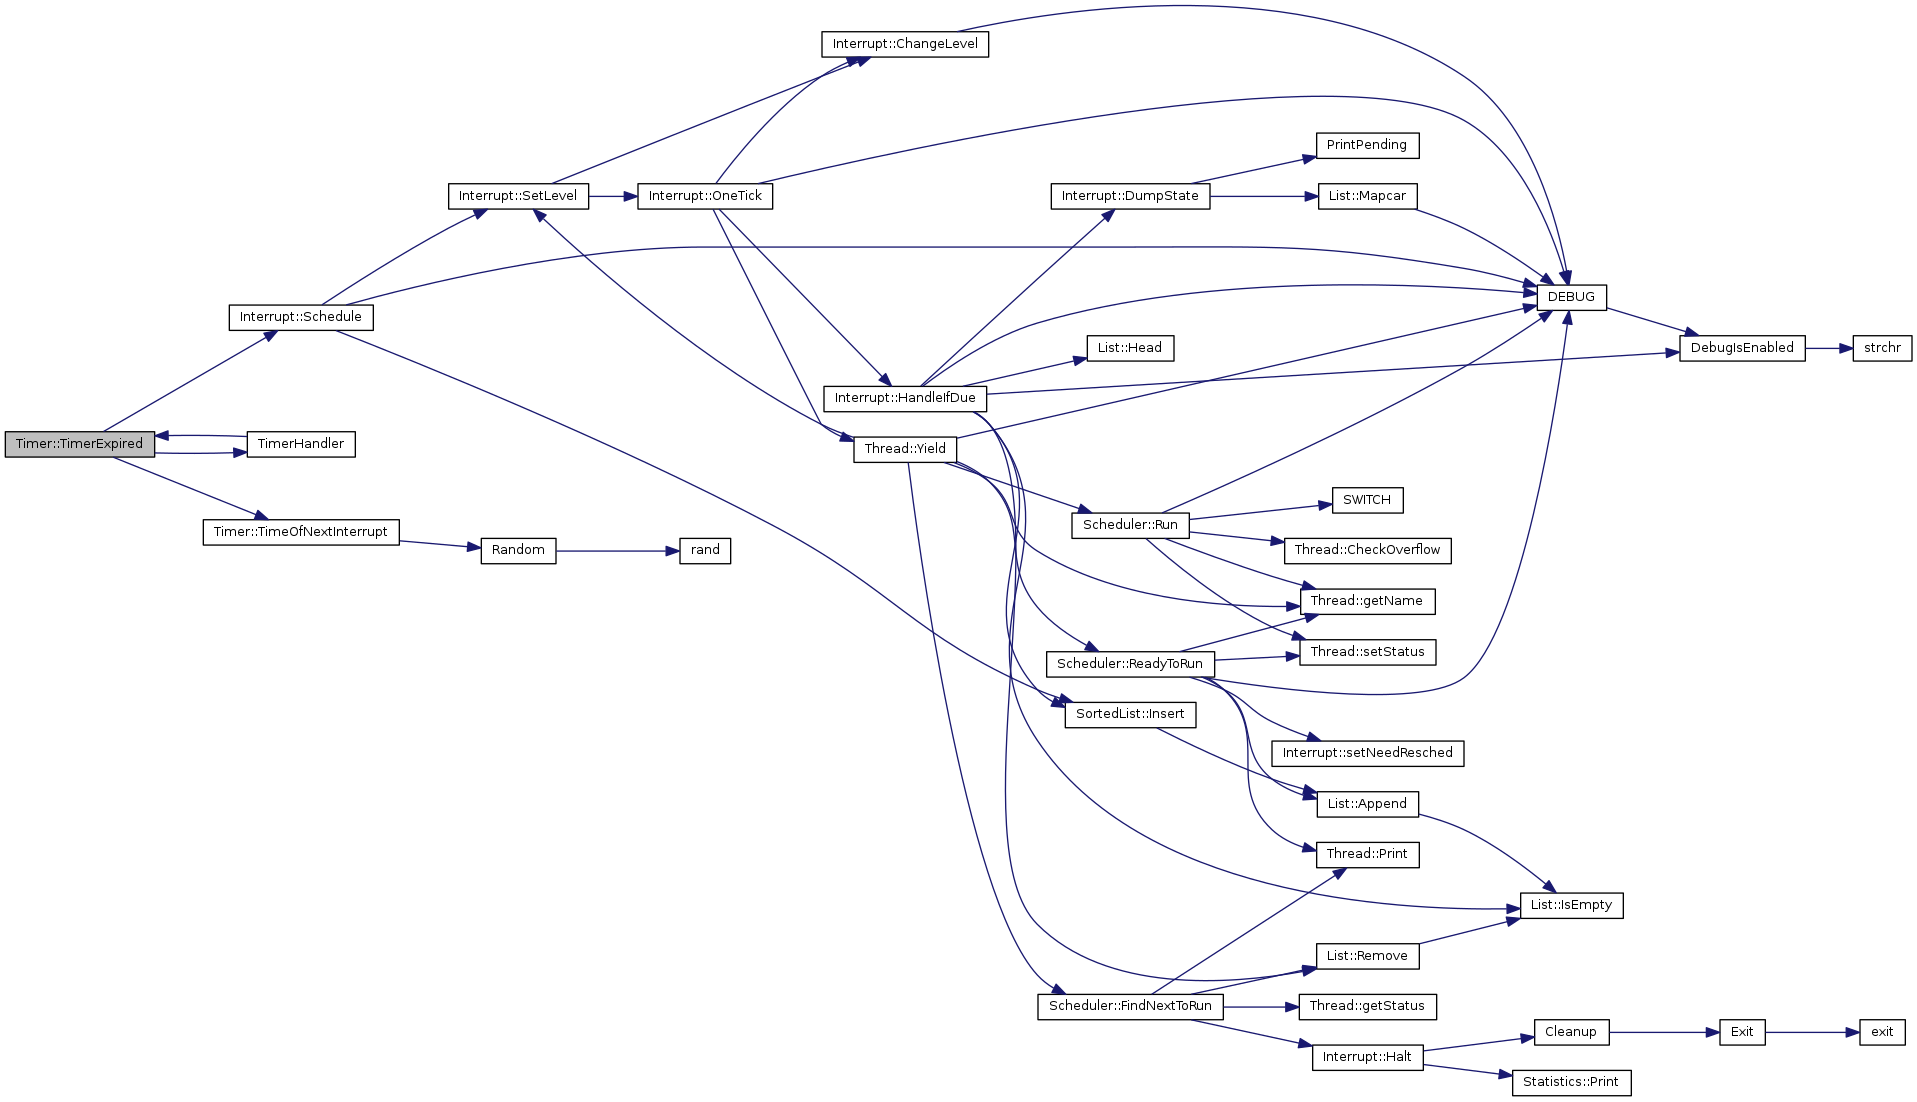 Interrupt::ChangeLevel
PrintPending
Interrupt::SetLevel
Interrupt::OneTick
Interrupt::DumpState
List::Mapcar
DEBUG
Interrupt::Schedule
List::Head
DebugIsEnabled
strchr
Interrupt::HandleIfDue
Timer::TimerExpired
TimerHandler
Thread::Yield
SWITCH
Scheduler::Run
Timer::TimeOfNextInterrupt
Random
rand
Thread::CheckOverflow
Thread::getName
Thread::setStatus
Scheduler::ReadyToRun
SortedList::Insert
Interrupt::setNeedResched
List::Append
Thread::Print
List::IsEmpty
List::Remove
Scheduler::FindNextToRun
Thread::getStatus
Cleanup
Exit
exit
Interrupt::Halt
Statistics::Print